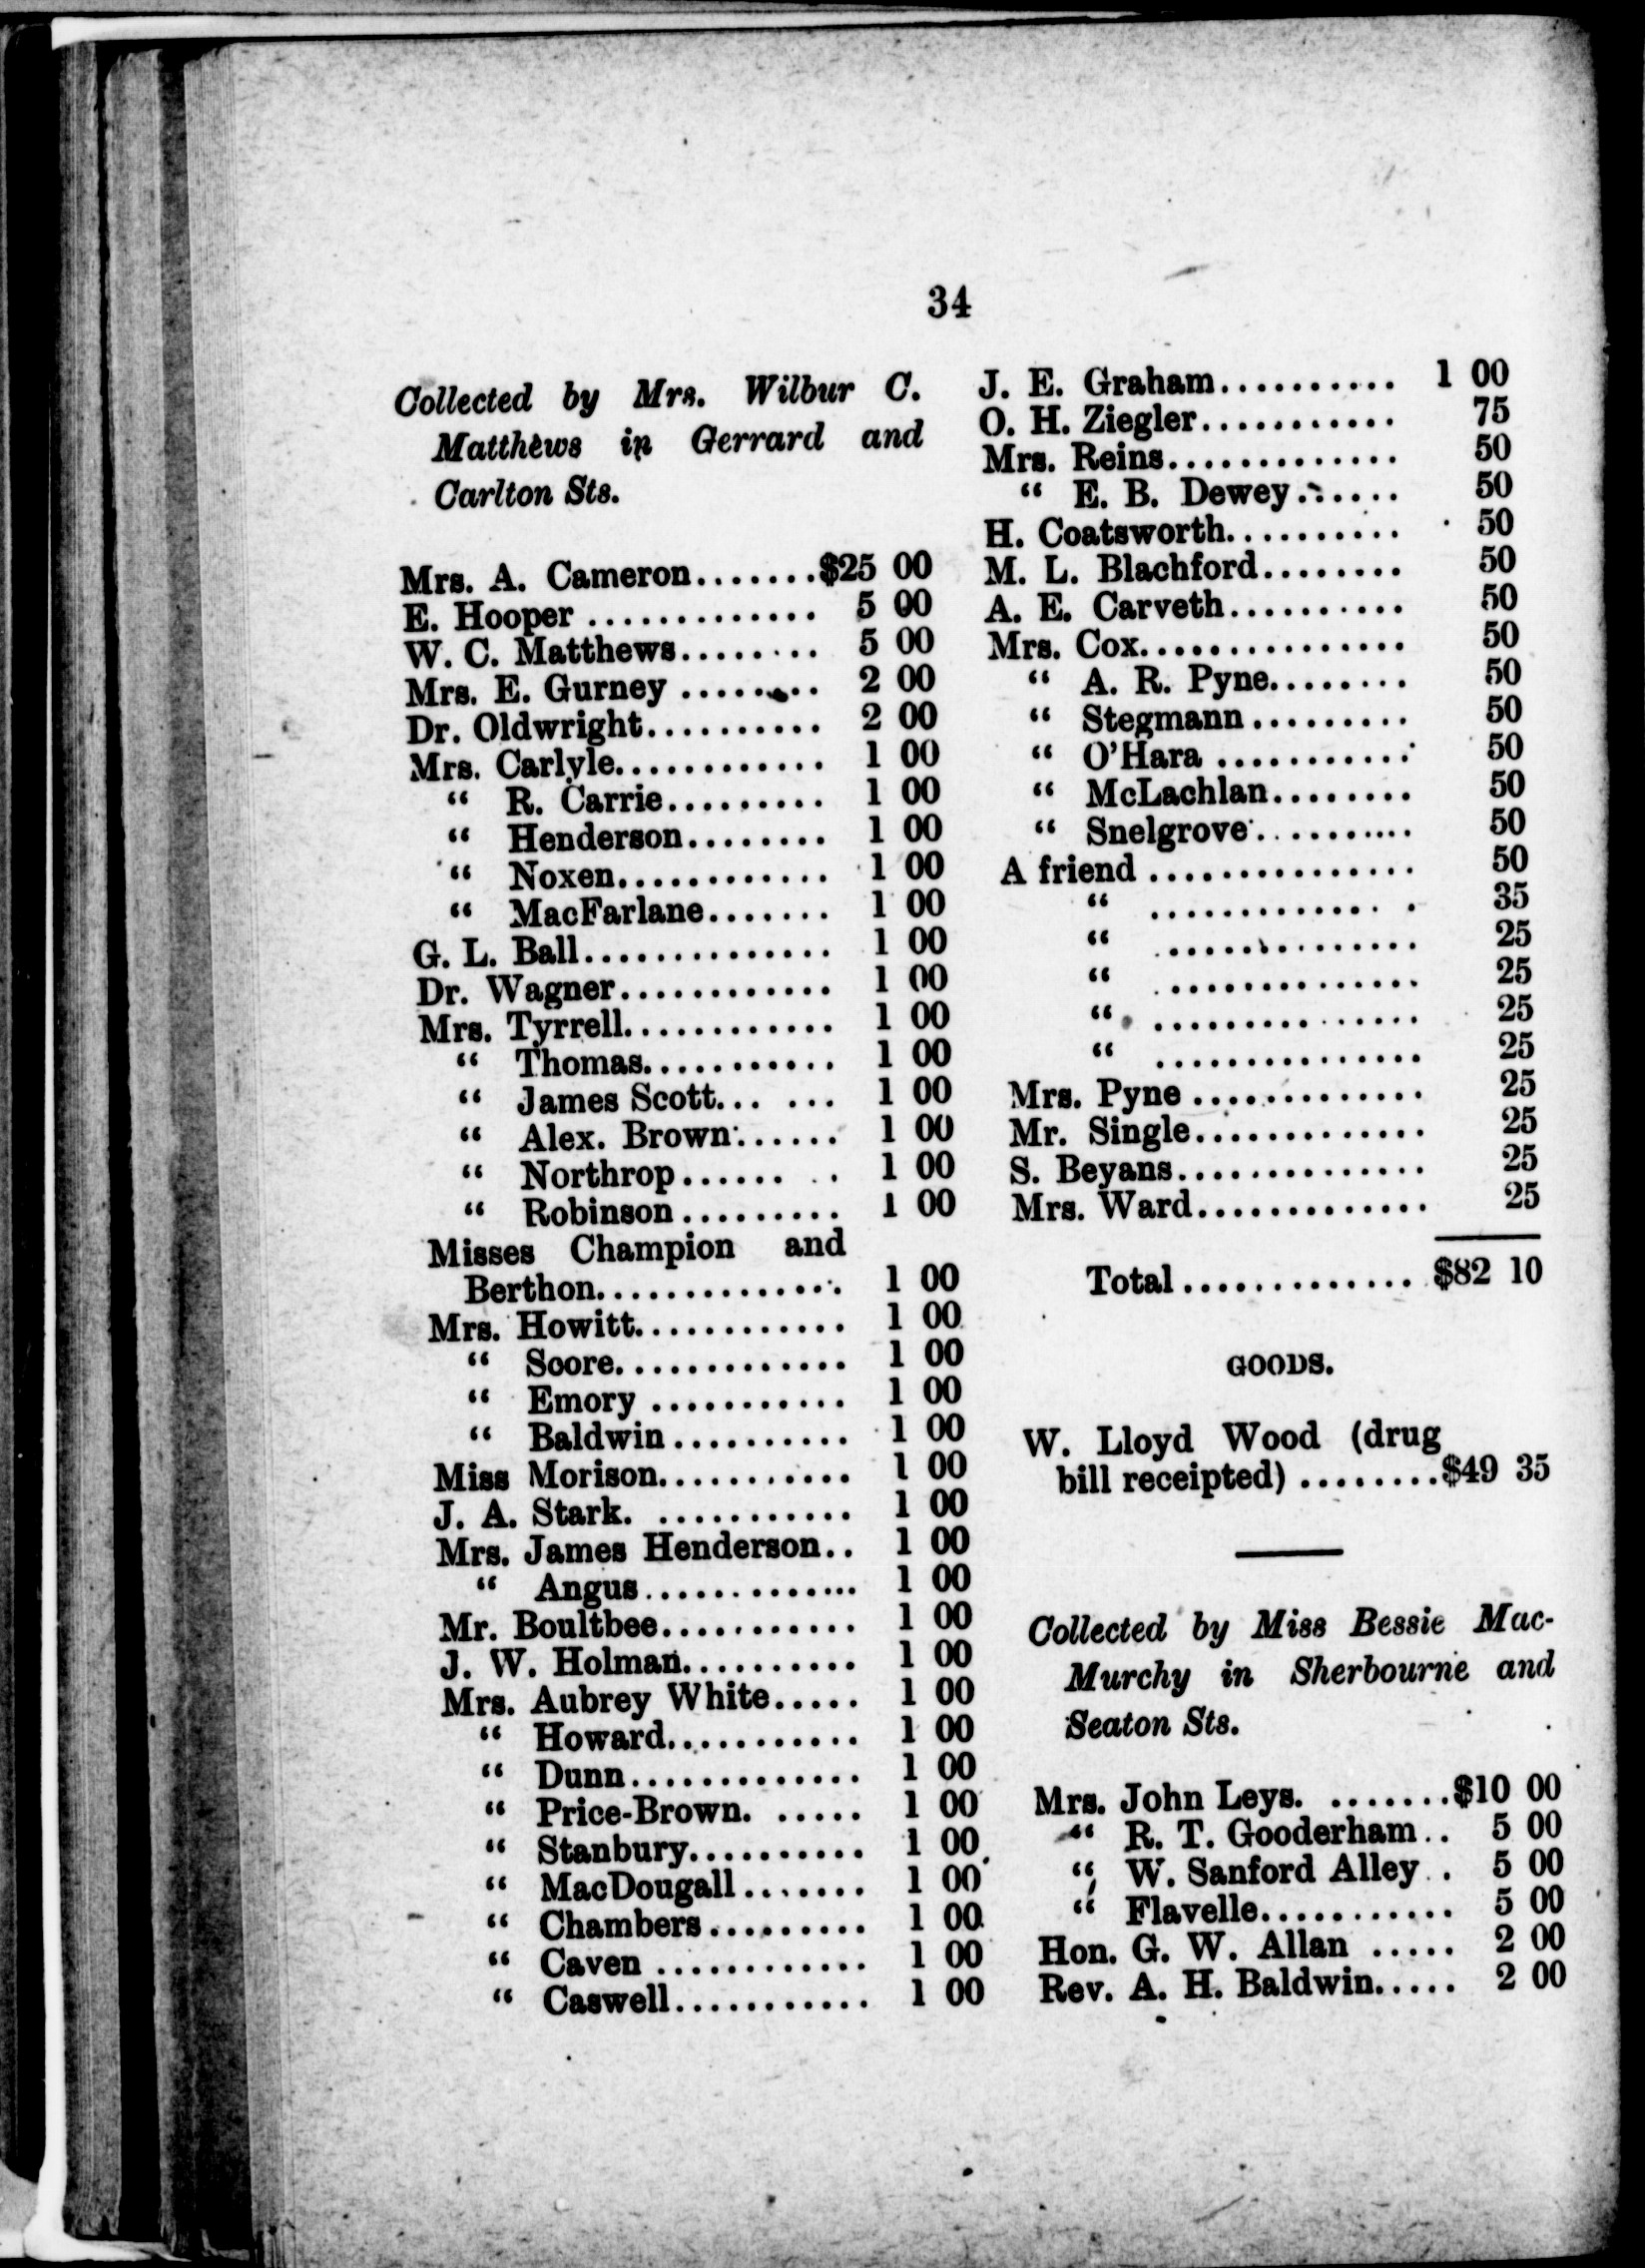 34
Collected by Mrs. Wilbur C.
Matthews in Gerrard and
Carlton Sts.
Mrs. A. Cameron.......$25 00
E. Hooper ............. 5 00
W. C. Matthews........ 5 00
Mrs. E. Gurney ........ 2 00
Dr. Oldwright.......... 2 00
Mrs. Carlyle............ 1 00
“ R. Carrie......... 1 00
“ Henderson........ 1 00
“ Noxen............ 1 00
“ MacFarlane....... 1 00
G. L. Ball.............. 1 00
Dr. Wagner............ 1 00
Mrs. Tyrrell............ 1 00
“ Thomas........... 1 00
“ James Scott... ... 1 00
“ Alex. Brown...... 1 00
“ Northrop...... .. 1 00
“ Robinson......... 1 00
Misses Champion and
Berthon.............. 1 00
Mrs. Howitt............ 1 00
“ Score............. 1 00
“ Emory ........... 1 00
“ Baldwin.......... 1 00
Miss Morison........... 1 00
J. A. Stark. ........... 1 00
Mrs. James Henderson.. 1 00
“ Angus............. 1 00
Mr. Boultbee........... 1 00
J. W. Holman.......... 1 00
Mrs. Aubrey White..... 1 00
“ Howard........... 1 00
“ Dunn............. 1 00
“ Price-Brown. ..... 1 00
“ Stanbury.......... 1 00
“ MacDougall....... 1 00
“ Chambers......... 1 00
“ Caven ............ 1 00
“ Caswell........... 1 00
J. E. Graham.......... 1 00
O. H. Ziegler........... 75
Mrs. Reins............. 50
“ E. B. Dewey...... 50
H. Coatsworth.......... 50
M. L. Blachford........ 50
A. E. Carveth.......... 50
Mrs. Cox............... 50
“ A. R. Pyne........ 50
“ Stegmann......... 50
“ O’Hara ........... 50
“ McLachlan........ 50
“ Snelgrove.......... 50
A friend ............... 50
“ ............. . 35
“ .............. 25
“ .............. 25
“ .............. 25
“ .............. 25
Mrs. Pyne ............. 25
Mr. Single............. 25
S. Beyans.............. 25
Mrs. Ward............. 25
Total ............. $82 10
GOODS.
W. Lloyd Wood (drug
bill receipted) ........$49 35
Collected by Miss Bessie Mac-
Murchy in Sherbourne and
Seaton Sts.
Mrs. John Leys. .......$10 00
“ R. T. Gooderham.. 5 00
“ W. Sanford Alley.. 5 00
“ Flavelle........... 5 00
Hon. G. W. Allan ..... 2 00
Rev. A. H. Baldwin..... 2 00